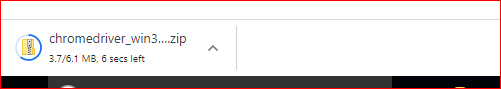 chromedriver_win3....zip
3.7/6.1 MB, 6 secs left